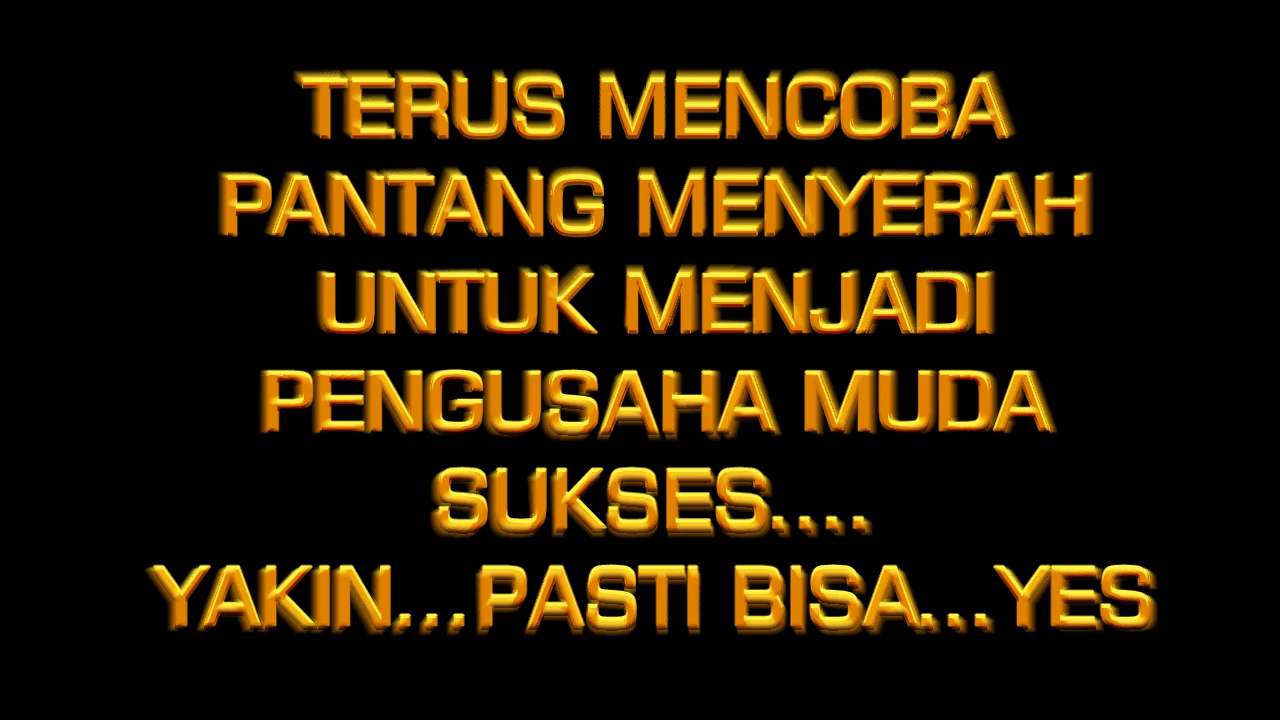 TERUS MENCOBA
PANTANG MENYERAH
UNTUK MENJADI
PENGUSAHA MUDA
SUKSES....
YAKIN...PASTI BISA...YES